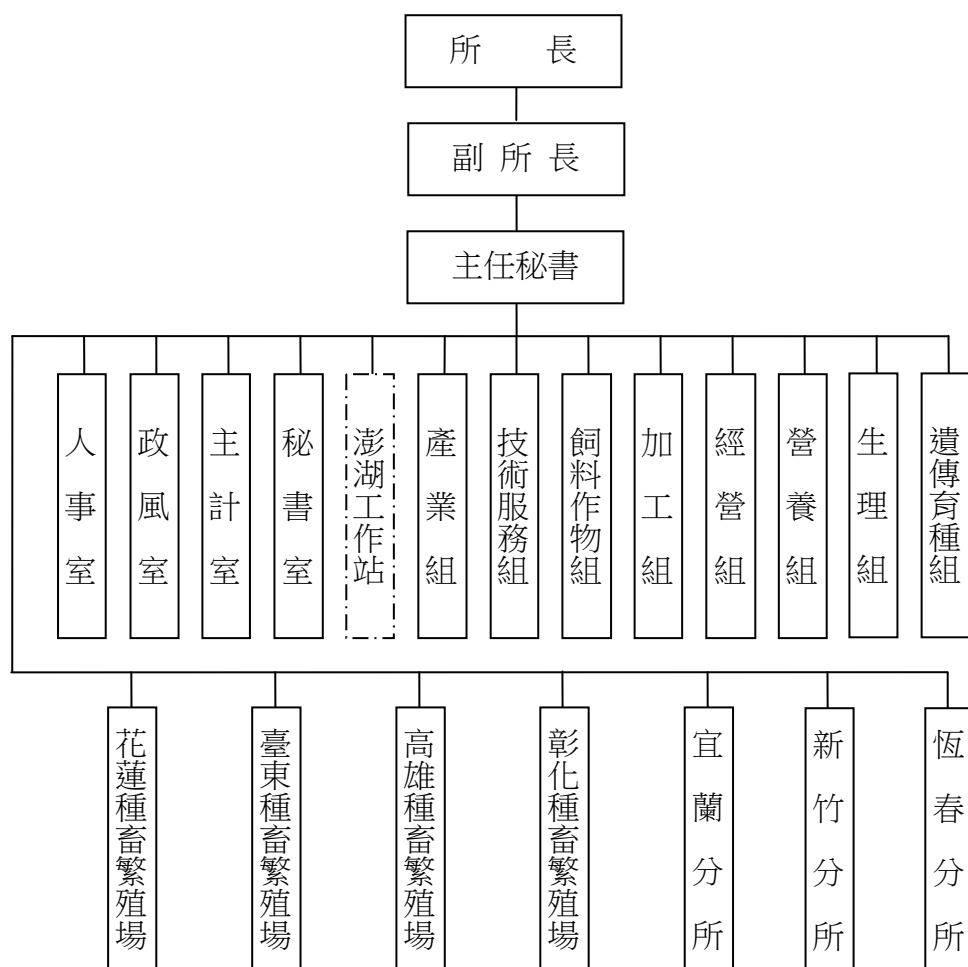 所長
副所長
主任秘書
人事室
政風室
主計室
秘書室
澎湖工作站
產業組
技術服務組
飼料作物組
加工組
經營組
營養組
生理組
遺傳育種組
花蓮種畜繁殖場
臺東種畜繁殖場
高雄種畜繁殖場
彰化種畜繁殖場
宜蘭分所
新竹分所
恆春分所